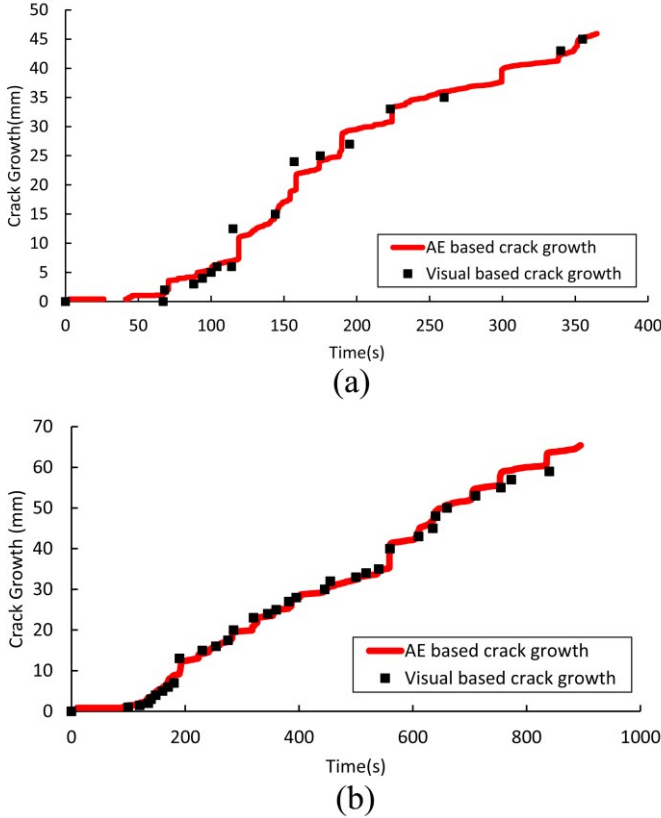 50
45
40
35
30
25
20
15
10
5
0
Crack Growth(mm)
AE based crack growth
Visual based crack growth
0 50 100 150 200 250 300 350 400
Time(s)
(a)
70
60
50
40
30
20
10
0
Crack Growth (mm)
AE based crack growth
Visual based crack growth
0 200 400 600 800 1000
Time(s)
(b)